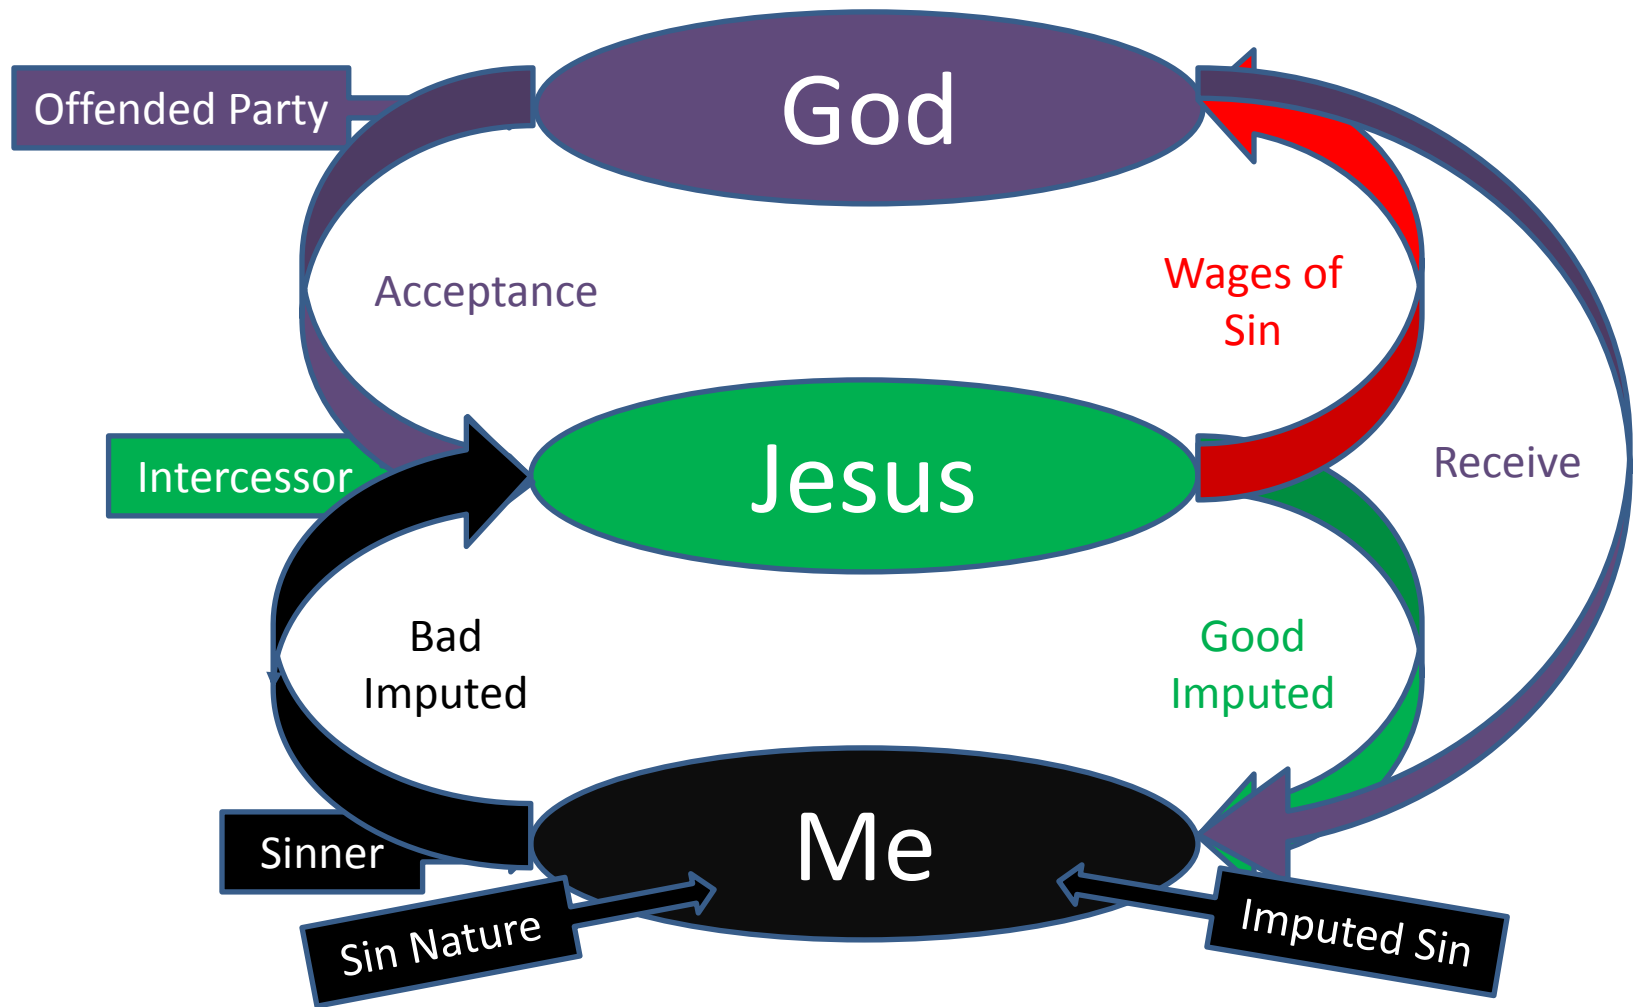 God
Offended Party
Acceptance
Wages of
Sin
Jesus
Intercessor
Receive
Bad
Imputed
Good
Imputed
Me
Sinner
Sin Nature
Imputed Sin